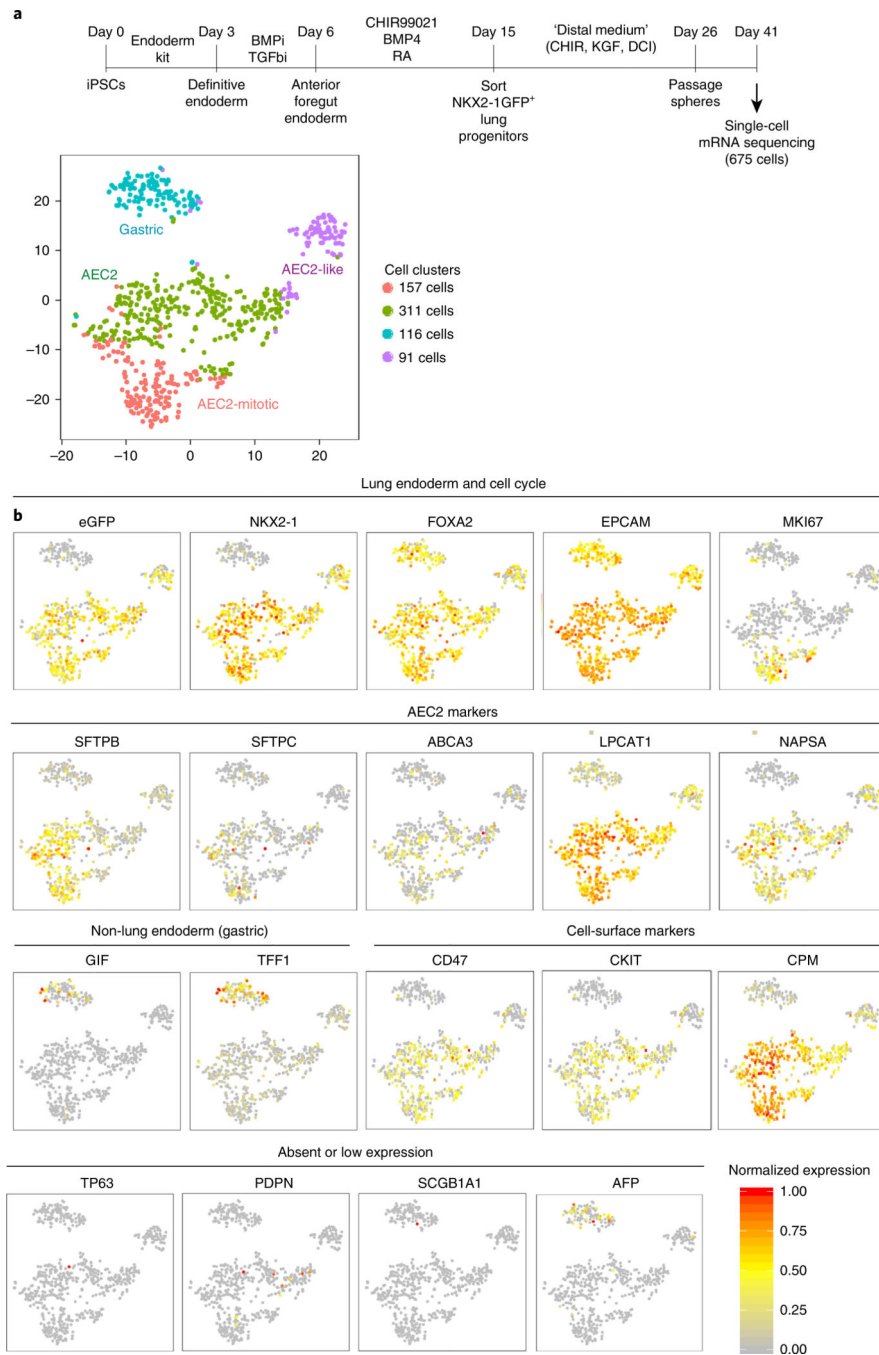 a
Day 0
Endoderm
kit
Day 3
BMPi
TGFbi
Day 6
CHIR99021
BMP4
RA
Day 15
'Distal medium'
(CHIR, KGF, DCI)
Day 26
Day 41
iPSCs
Definitive
endoderm
Anterior
foregut
endoderm
Sort
NKX2-1GFP+
lung
progenitors
Passage
spheres
Single-cell
mRNA sequencing
(675 cells)
20
10
0
−10
−20
−20
−10
0
10
20
Gastric
AEC2
AEC2-like
AEC2-mitotic
Cell clusters
157 cells
311 cells
116 cells
91 cells
Lung endoderm and cell cycle
b
eGFP
NKX2-1
FOXA2
EPCAM
MKI67
AEC2 markers
SFTPB
SFTPC
ABCA3
LPCAT1
NAPSA
Non-lung endoderm (gastric)
Cell-surface markers
GIF
TFF1
CD47
CKIT
CPM
Absent or low expression
TP63
PDPN
SCGB1A1
AFP
Normalized expression
1.00
0.75
0.50
0.25
0.00